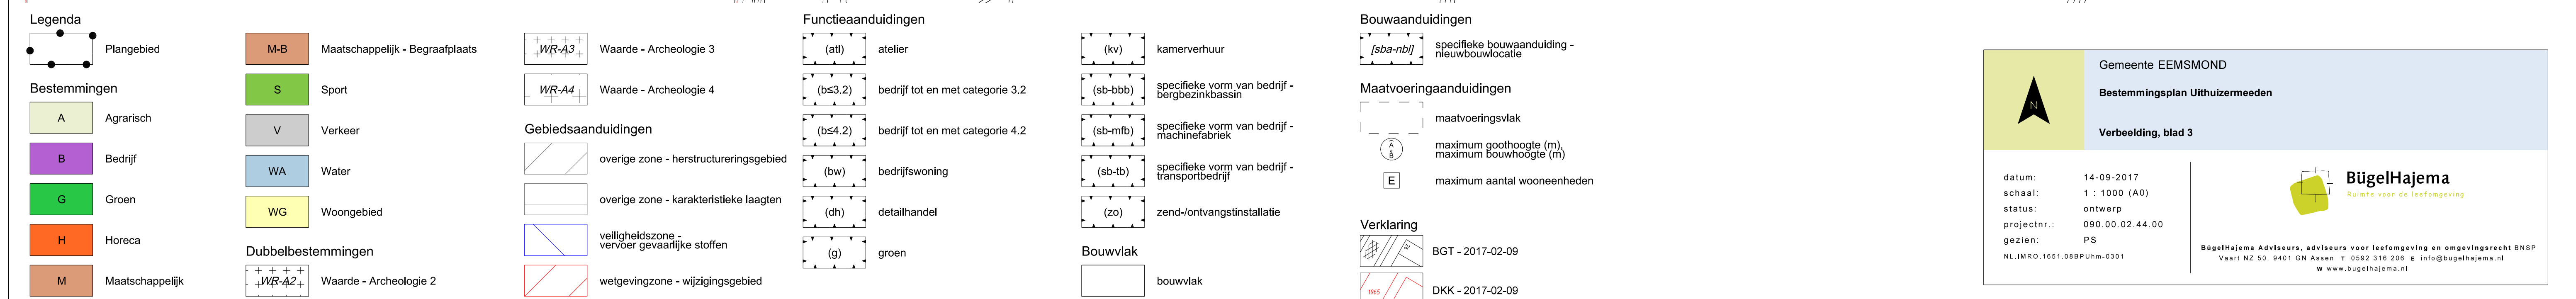 Legenda
Plangebied
Bestemmingen
A Agrarisch
B Bedrijf
G Groen
H Horeca
M Maatschappelijk
M-B Maatschappelijk - Begraafplaats
S Sport
V Verkeer
WA Water
WG Woongebied
Dubbelbestemmingen
WR-A2 Waarde - Archeologie 2
WR-A3 Waarde - Archeologie 3
WR-A4 Waarde - Archeologie 4
Gebiedsaanduidingen
overige zone - herstructureringsgebied
overige zone - karakteristieke laagten
veiligheidszone -
vervoer gevaarlijke stoffen
wetgevingzone - wijzigingsgebied
Functieaanduidingen
(atl) atelier
(b≤3.2) bedrijf tot en met categorie 3.2
(b≤4.2) bedrijf tot en met categorie 4.2
(bw) bedrijfswoning
(dh) detailhandel
(g) groen
(kv) kamerverhuur
(sb-bbb) specifieke vorm van bedrijf -
bergbezinkbassin
(sb-mfb) specifieke vorm van bedrijf -
machinefabriek
(sb-tb) specifieke vorm van bedrijf -
transportbedrijf
(zo) zend-/ontvangstinstallatie
Bouwvlak
bouwvlak
Bouwaanduidingen
[sba-nbl] specifieke bouwaanduiding -
nieuwbouwlocatie
Maatvoeringaanduidingen
maatvoeringsvlak
A
B
maximum goothoogte (m),
maximum bouwhoogte (m)
E maximum aantal wooneenheden
Verklaring
BGT - 2017-02-09
1965 DKK - 2017-02-09
N
Gemeente EEMSMOND
Bestemmingsplan Uithuizermeeden
Verbeelding, blad 3
datum: 14-09-2017
schaal: 1 : 1000 (A0)
status: ontwerp
projectnr.: 090.00.02.44.00
gezien: PS
NL.IMRO.1651.08BPUhm-0301
BügelHajema
Ruimte voor de leefomgeving
BügelHajema Adviseurs, adviseurs voor leefomgeving en omgevingsrecht BNSP
Vaart NZ 50, 9401 GN Assen T 0592 316 206 E info@bugelhajema.nl
W www.bugelhajema.nl